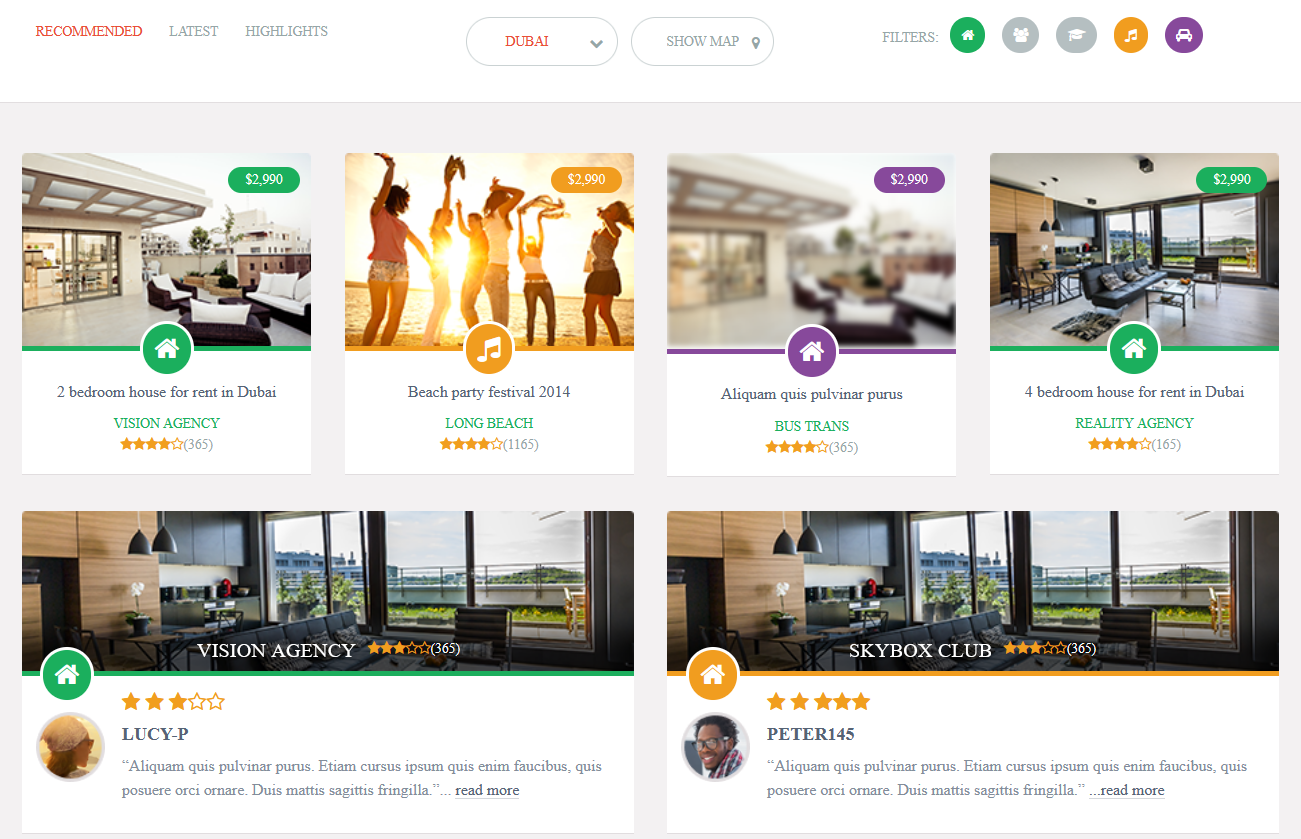 RECOMMENDED LATEST HIGHLIGHTS DUBAI SHOW MAP FILTERS:
$2,990 $2,990 $2,990 $2,990
2 bedroom house for rent in Dubai
VISION AGENCY
(365)
Beach party festival 2014
LONG BEACH
(1165)
Aliquam quis pulvinar purus
BUS TRANS
(365)
4 bedroom house for rent in Dubai
REALITY AGENCY
(165)
VISION AGENCY (365)
LUCY-P
“Aliquam quis pulvinar purus. Etiam cursus ipsum quis enim faucibus, quis
posuere orci ornare. Duis mattis sagittis fringilla.”... read more
SKYBOX CLUB (365)
PETER145
“Aliquam quis pulvinar purus. Etiam cursus ipsum quis enim faucibus, quis
posuere orci ornare. Duis mattis sagittis fringilla.” ...read more